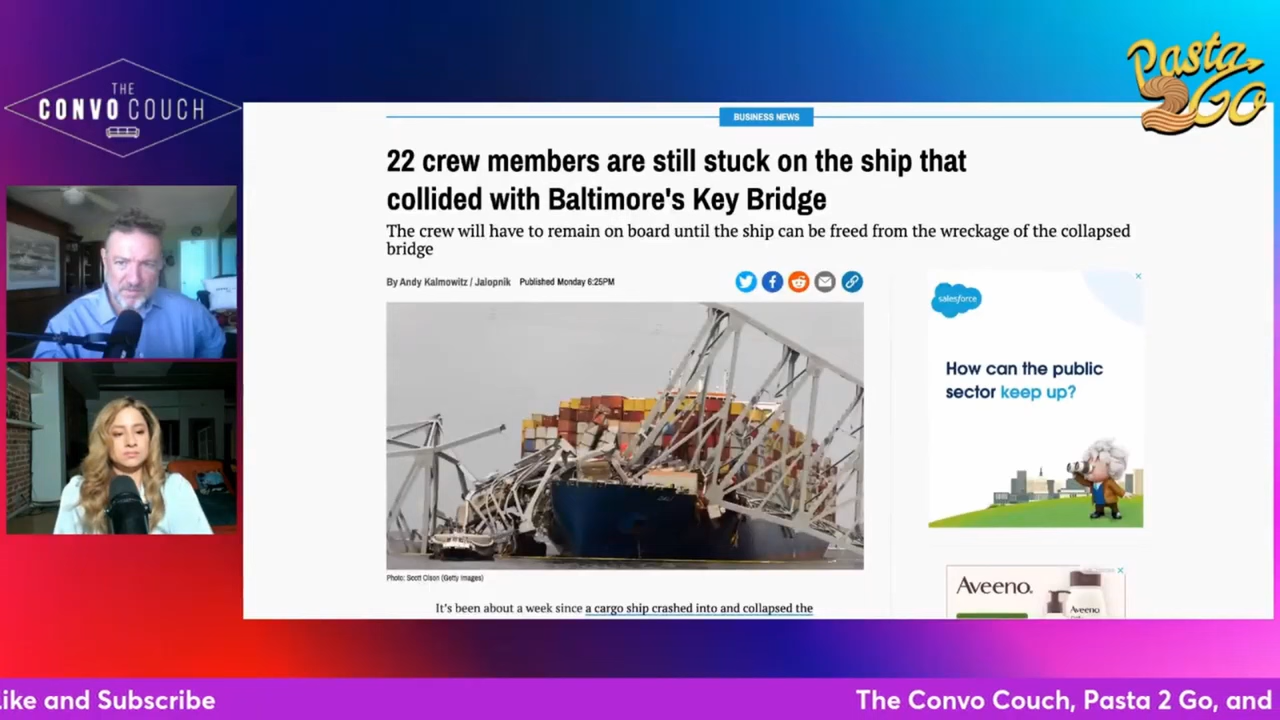 THE
CONVO COUCH
Pasta
2 GO
BUSINESS NEWS
22 crew members are still stuck on the ship that
collided with Baltimore's Key Bridge
The crew will have to remain on board until the ship can be freed from the wreckage of the collapsed
bridge
By Andy Kalmowitz / Jalopnik Published Monday 6:25PM
salesforce
How can the public
sector keep up?
Photo: Scott Olson (Getty Images)
It's been about a week since a cargo ship crashed into and collapsed the
Aveeno.
Aveeno
Like and Subscribe
The Convo Couch, Pasta 2 Go, and